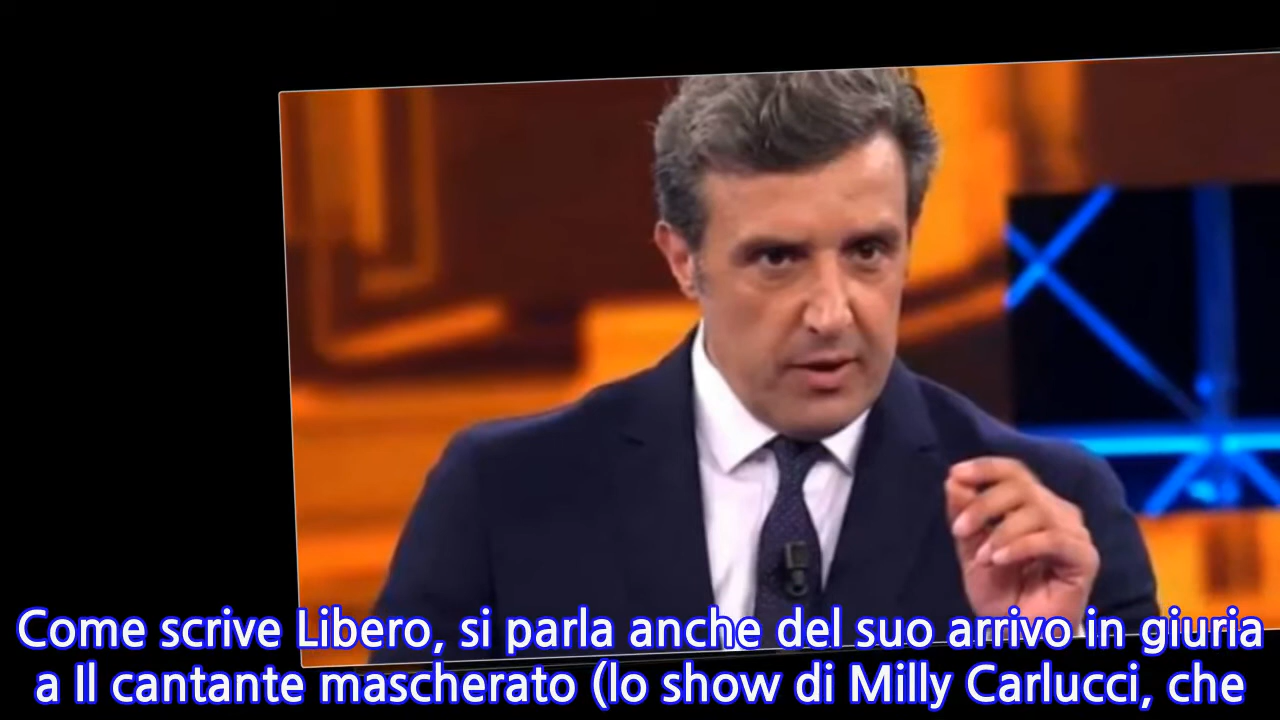 Come scrive Libero, si parla anche del suo arrivo in giuria
a Il cantante mascherato (lo show di Milly Carlucci, che